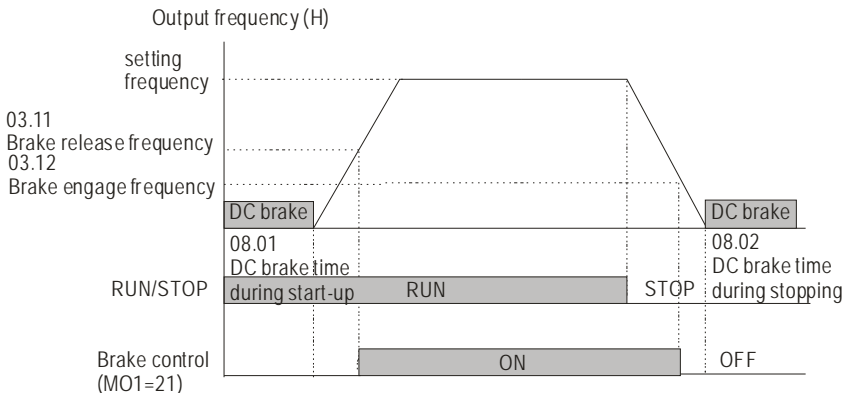 Output frequency (H)
setting
frequency
03.11
Brake release frequency
03.12
Brake engage frequency
DC brake
DC brake
08.01
DC brake time
during start-up
08.02
DC brake time
during stopping
RUN/STOP
RUN
STOP
Brake control
(MO1=21)
ON
OFF